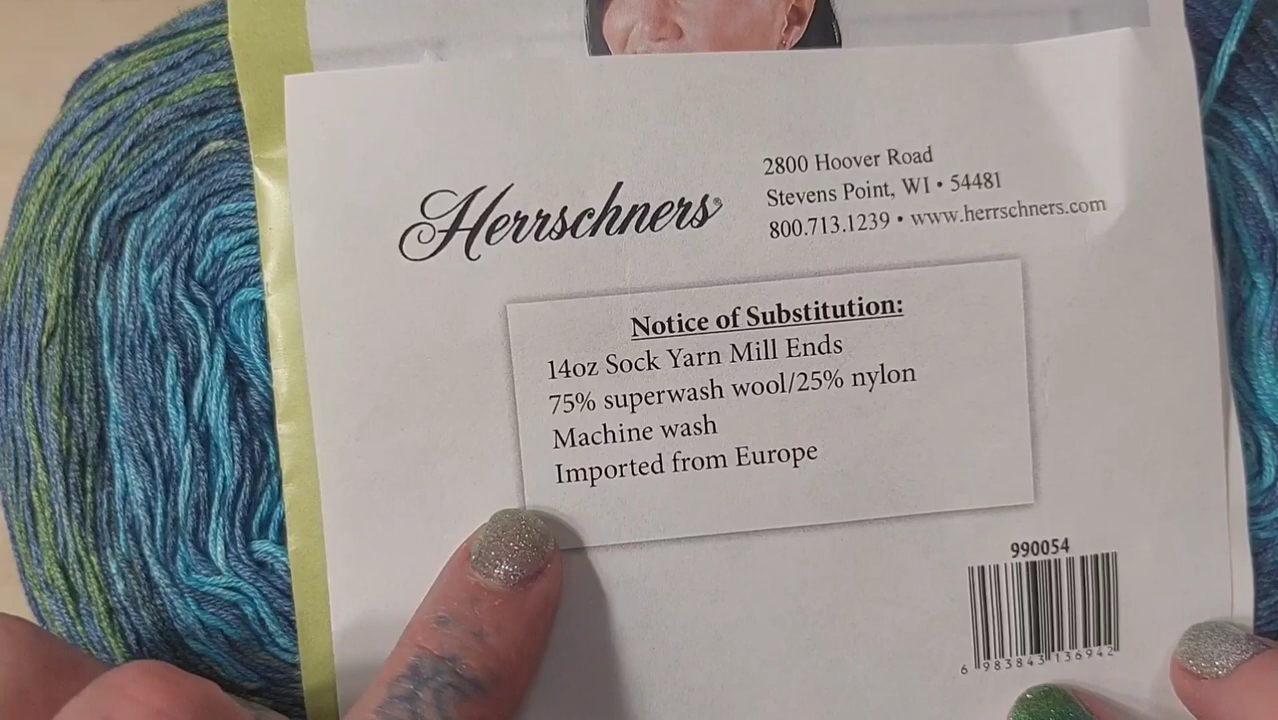 Herrschners®
2800 Hoover Road
Stevens Point, WI • 54481
800.713.1239 • www.herrschners.com
Notice of Substitution:
14oz Sock Yarn Mill Ends
75% superwash wool/25% nylon
Machine wash
Imported from Europe
990054
6 983843 136942